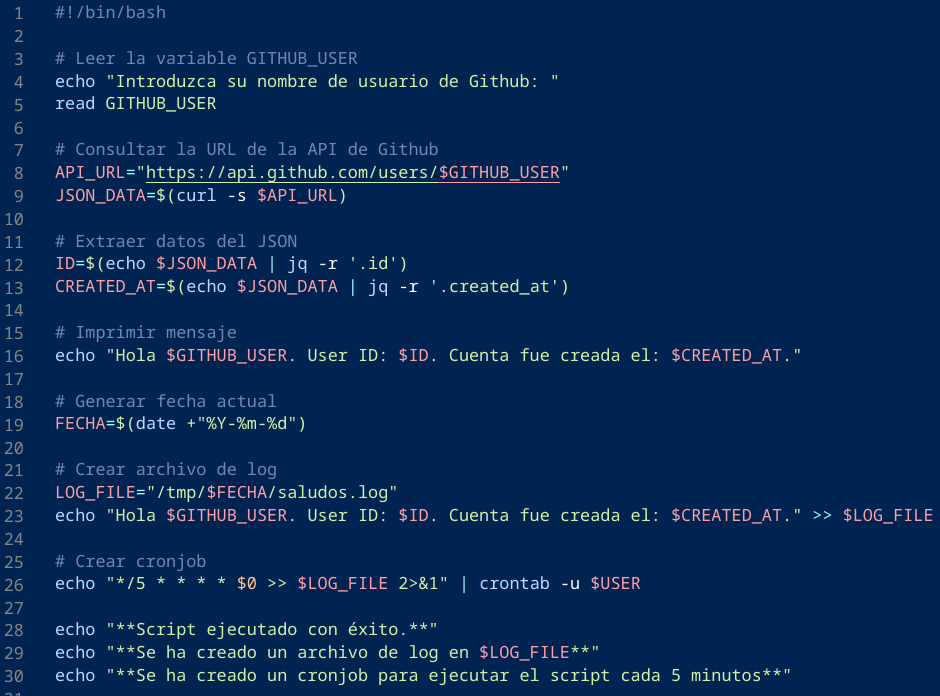 1 #!/bin/bash
2
3 # Leer la variable GITHUB_USER
4 echo "Introduzca su nombre de usuario de Github: "
5 read GITHUB_USER
6
7 # Consultar la URL de la API de Github
8 API_URL="https://api.github.com/users/$GITHUB_USER"
9 JSON_DATA=$(curl -s $API_URL)
10
11 # Extraer datos del JSON
12 ID=$(echo $JSON_DATA | jq -r '.id')
13 CREATED_AT=$(echo $JSON_DATA | jq -r '.created_at')
14
15 # Imprimir mensaje
16 echo "Hola $GITHUB_USER. User ID: $ID. Cuenta fue creada el: $CREATED_AT."
17
18 # Generar fecha actual
19 FECHA=$(date +"%Y-%m-%d")
20
21 # Crear archivo de log
22 LOG_FILE="/tmp/$FECHA/saludos.log"
23 echo "Hola $GITHUB_USER. User ID: $ID. Cuenta fue creada el: $CREATED_AT." >> $LOG_FILE
24
25 # Crear cronjob
26 echo "*/5 * * * * $0 >> $LOG_FILE 2>&1" | crontab -u $USER
27
28 echo "**Script ejecutado con éxito.**"
29 echo "**Se ha creado un archivo de log en $LOG_FILE**"
30 echo "**Se ha creado un cronjob para ejecutar el script cada 5 minutos**"